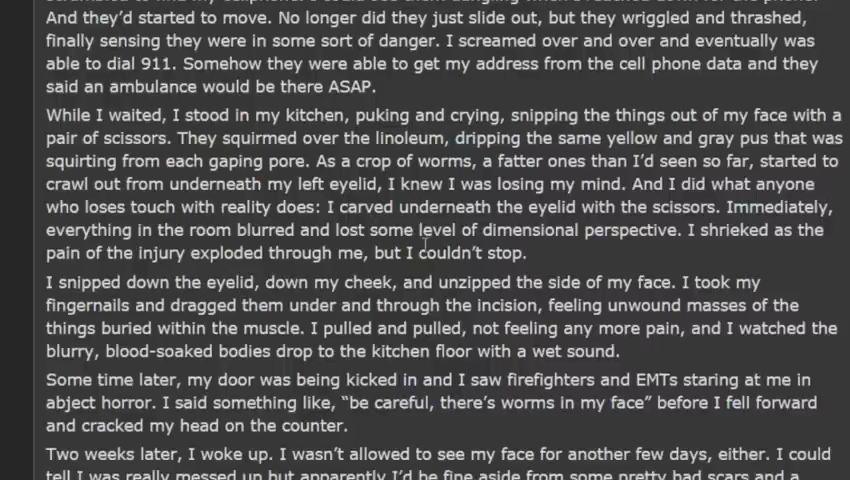 And they'd started to move. No longer did they just slide out, but they wriggled and thrashed,
finally sensing they were in some sort of danger. I screamed over and over and eventually was
able to dial 911. Somehow they were able to get my address from the cell phone data and they
said an ambulance would be there ASAP.
While I waited, I stood in my kitchen, puking and crying, snipping the things out of my face with a
pair of scissors. They squirmed over the linoleum, dripping the same yellow and gray pus that was
squirting from each gaping pore. As a crop of worms, a fatter ones than I'd seen so far, started to
crawl out from underneath my left eyelid, I knew I was losing my mind. And I did what anyone
who loses touch with reality does: I carved underneath the eyelid with the scissors. Immediately,
everything in the room blurred and lost some level of dimensional perspective. I shrieked as the
pain of the injury exploded through me, but I couldn't stop.
I snipped down the eyelid, down my cheek, and unzipped the side of my face. I took my
fingernails and dragged them under and through the incision, feeling unwound masses of the
things buried within the muscle. I pulled and pulled, not feeling any more pain, and I watched the
blurry, blood-soaked bodies drop to the kitchen floor with a wet sound.
Some time later, my door was being kicked in and I saw firefighters and EMTs staring at me in
abject horror. I said something like, "be careful, there's worms in my face" before I fell forward
and cracked my head on the counter.
Two weeks later, I woke up. I wasn't allowed to see my face for another few days, either. I could
tell I was really messed up but apparently I'd be fine aside from some pretty bad scars and a